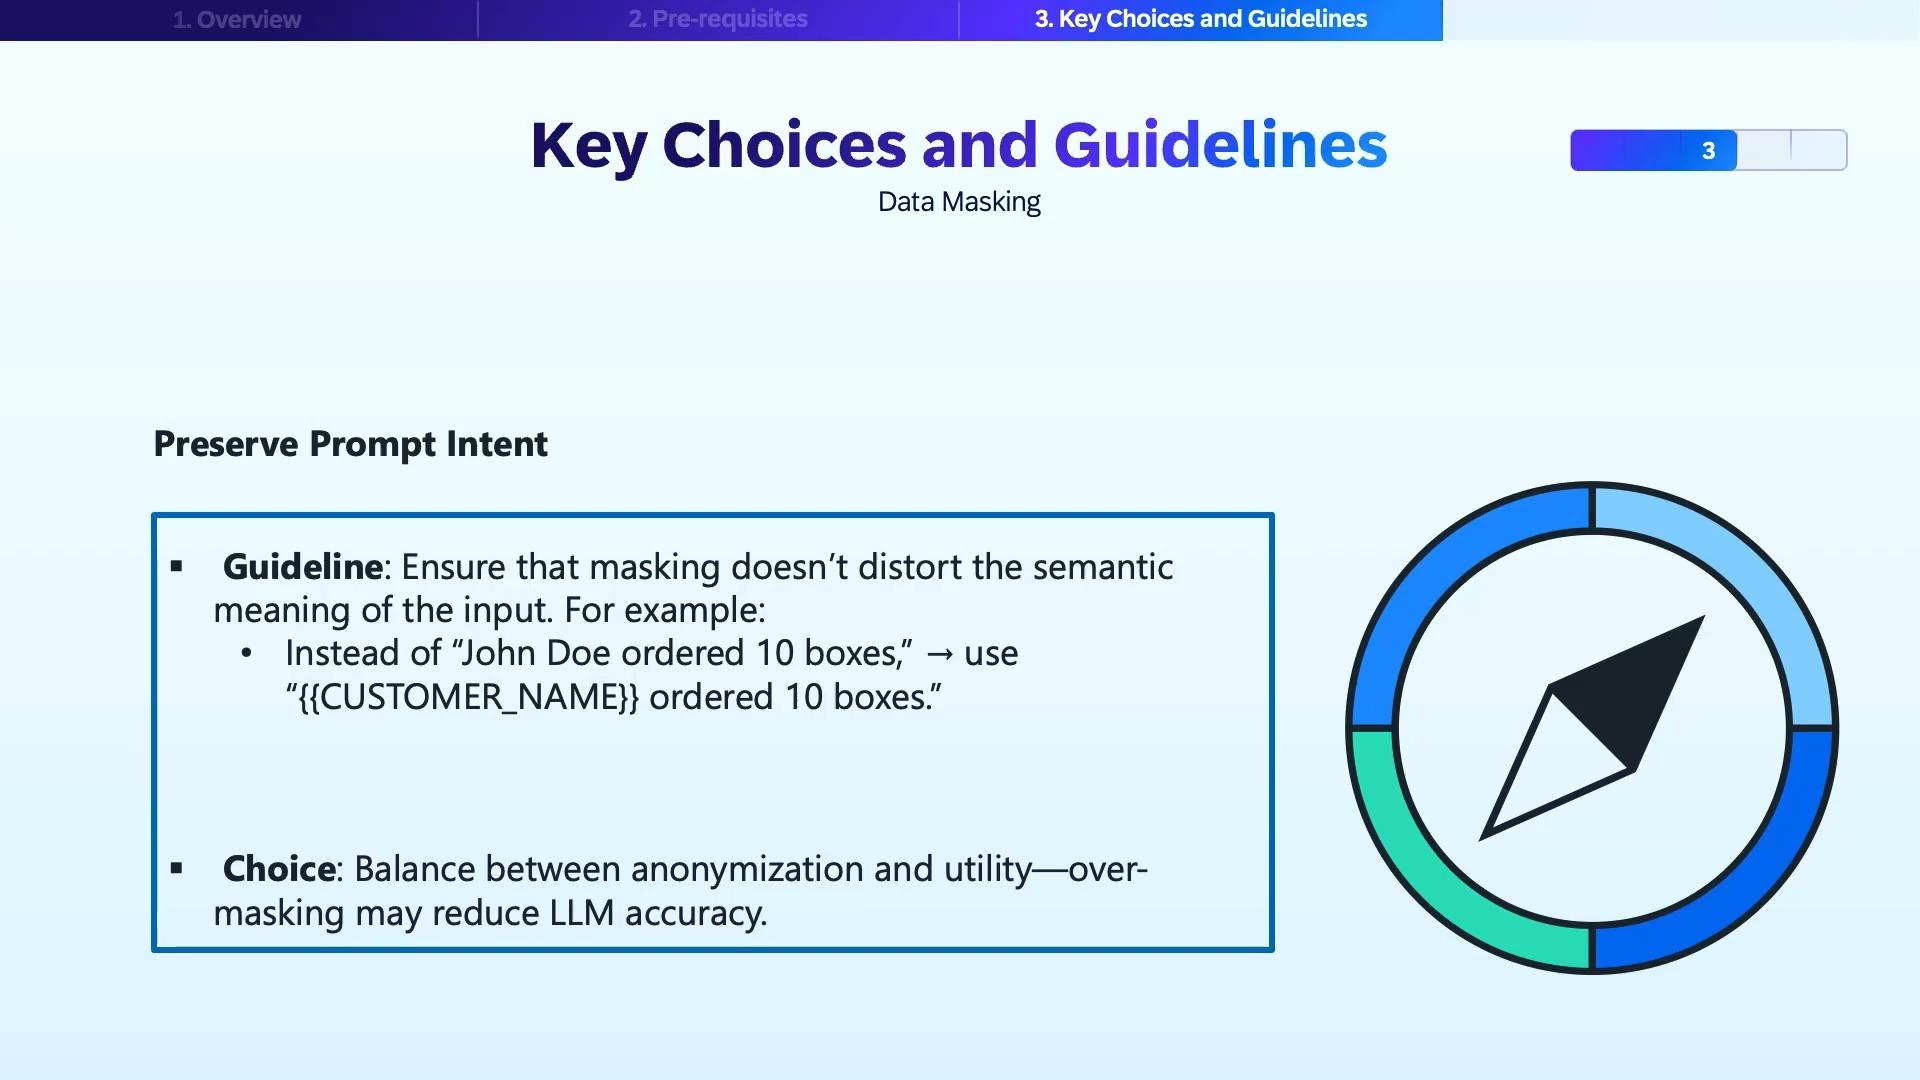 1. Overview
2. Pre-requisites
3. Key Choices and Guidelines
Key Choices and Guidelines
3
Data Masking
Preserve Prompt Intent
▪ Guideline: Ensure that masking doesn’t distort the semantic
meaning of the input. For example:
• Instead of “John Doe ordered 10 boxes,” → use
“{{CUSTOMER_NAME}} ordered 10 boxes.”
▪ Choice: Balance between anonymization and utility—over-
masking may reduce LLM accuracy.